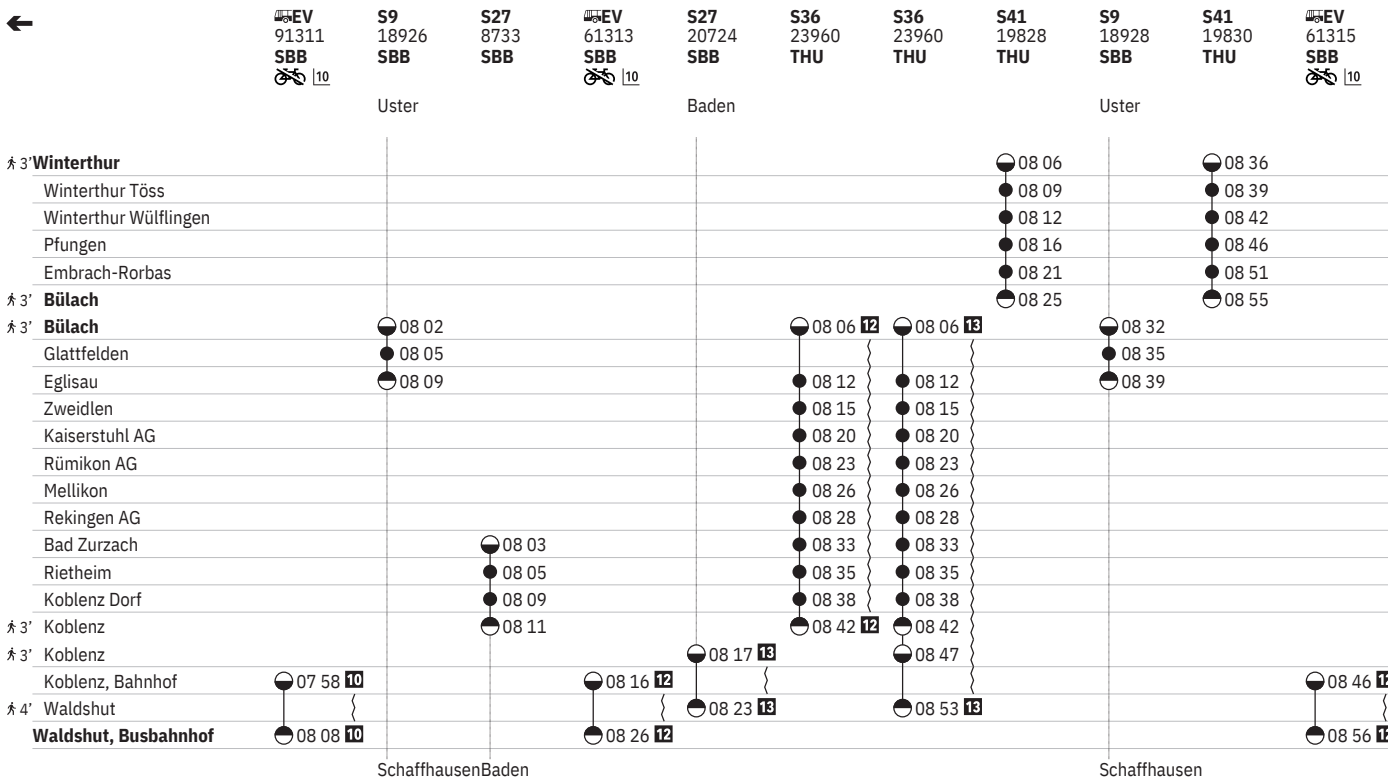 EV S9 S27 EV S27 S36 S36 S41 S9 S41 EV
91311 18926 8733 61313 20724 23960 23960 19828 18928 19830 61315
SBB SBB SBB SBB SBB THU THU THU SBB THU SBB
10 10 10
Uster Baden Uster
3' Winterthur 08 06 08 36
Winterthur Töss 08 09 08 39
Winterthur Wülflingen 08 12 08 42
Pfungen 08 16 08 46
Embrach-Rorbas 08 21 08 51
3' Bülach 08 25 08 55
3' Bülach 08 02 08 06 12 08 06 13 08 32
Glattfelden 08 05 08 35
Eglisau 08 09 08 12 08 12 08 39
Zweidlen 08 15 08 15
Kaiserstuhl AG 08 20 08 20
Rümikon AG 08 23 08 23
Mellikon 08 26 08 26
Rekingen AG 08 28 08 28
Bad Zurzach 08 03 08 33 08 33
Rietheim 08 05 08 35 08 35
Koblenz Dorf 08 09 08 38 08 38
3' Koblenz 08 11 08 42 12 08 42
3' Koblenz 08 17 13 08 47
Koblenz, Bahnhof 07 58 10 08 16 12 08 46
4' Waldshut 08 23 13 08 53 13
Waldshut, Busbahnhof 08 08 10 08 26 12 08 56
Schaffhausen Baden Schaffhausen